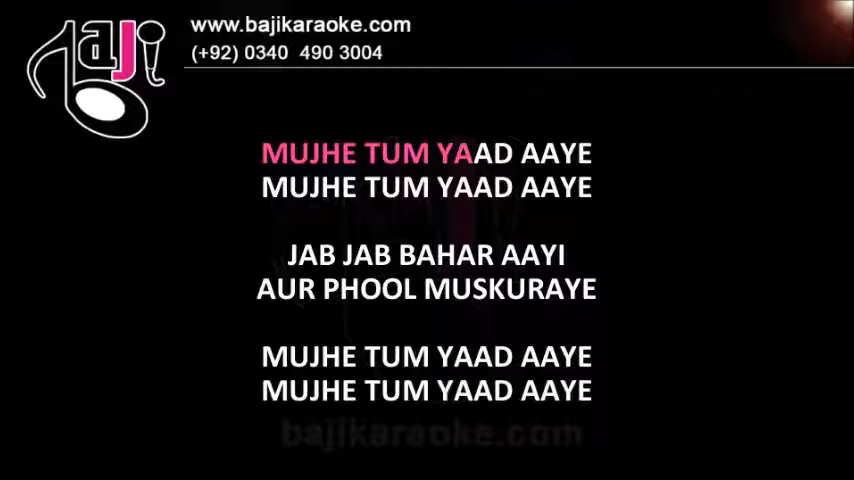 www.bajikaraoke.com
(+92) 0340 490 3004
Baji
MUJHE TUM YAAD AAYE
MUJHE TUM YAAD AAYE
JAB JAB BAHAR AAYI
AUR PHOOL MUSKURAYE
MUJHE TUM YAAD AAYE
MUJHE TUM YAAD AAYE
bajikaraoke.com